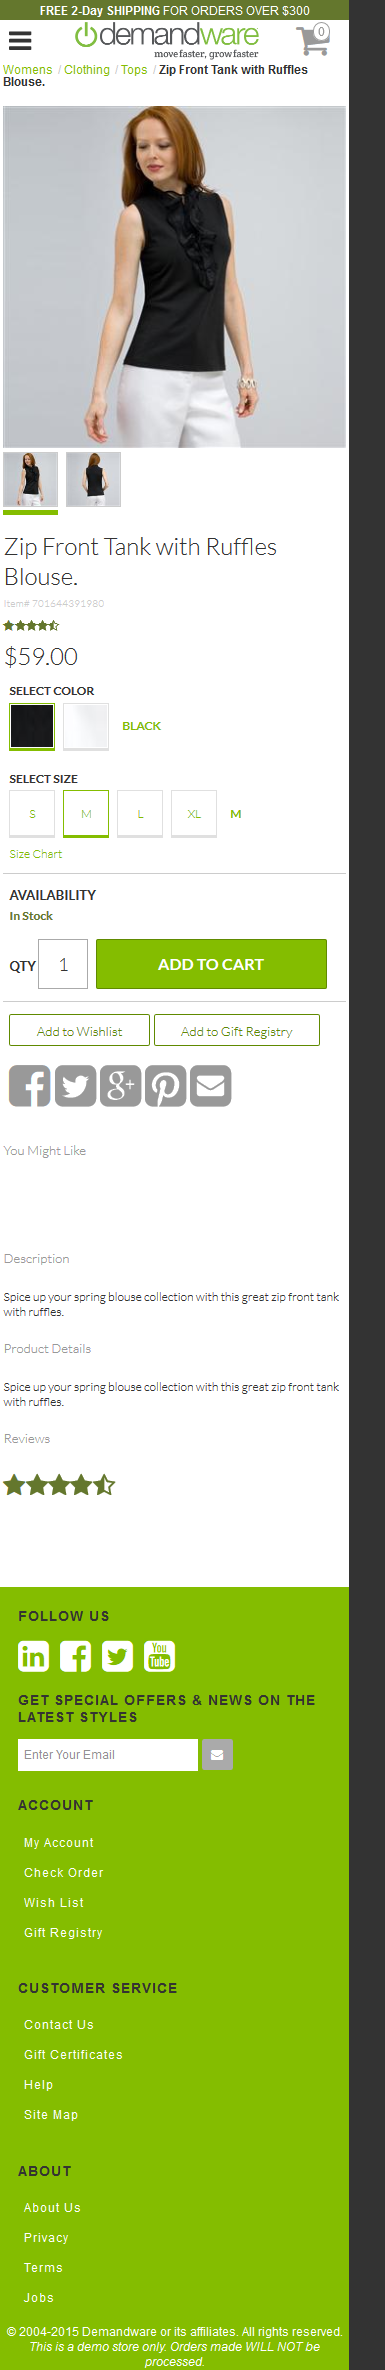 FREE 2-Day SHIPPING FOR ORDERS OVER $300
demandware
move faster, grow faster
0
Womens / Clothing / Tops / Zip Front Tank with Ruffles
Blouse.
Zip Front Tank with Ruffles
Blouse.
Item# 701644391980
$59.00
SELECT COLOR
BLACK
SELECT SIZE
S M L XL M
Size Chart
AVAILABILITY
In Stock
QTY 1 ADD TO CART
Add to Wishlist Add to Gift Registry
You Might Like
Description
Spice up your spring blouse collection with this great zip front tank
with ruffles.
Product Details
Spice up your spring blouse collection with this great zip front tank
with ruffles.
Reviews
FOLLOW US
You
Tube
GET SPECIAL OFFERS & NEWS ON THE
LATEST STYLES
Enter Your Email
ACCOUNT
My Account
Check Order
Wish List
Gift Registry
CUSTOMER SERVICE
Contact Us
Gift Certificates
Help
Site Map
ABOUT
About Us
Privacy
Terms
Jobs
© 2004-2015 Demandware or its affiliates. All rights reserved.
This is a demo store only. Orders made WILL NOT be
processed.